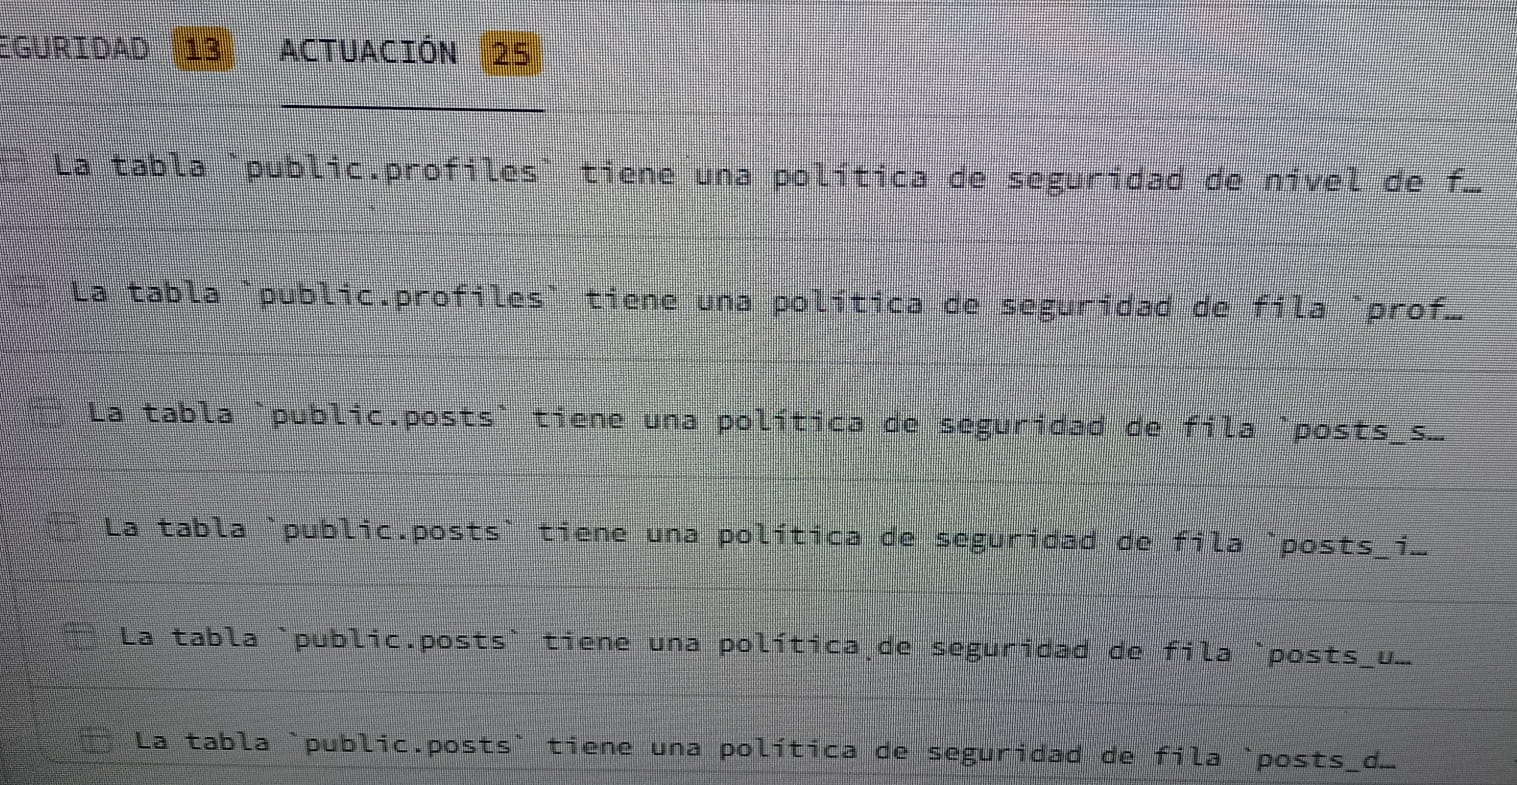 EGURIDAD 13 ACTUACIÓN 25
La tabla `public.profiles` tiene una política de seguridad de nivel de f…
La tabla `public.profiles` tiene una política de seguridad de fila `prof…
La tabla `public.posts` tiene una política de seguridad de fila `posts_s…
La tabla `public.posts` tiene una política de seguridad de fila `posts_i…
La tabla `public.posts` tiene una política de seguridad de fila `posts_u…
La tabla `public.posts` tiene una política de seguridad de fila `posts_d…